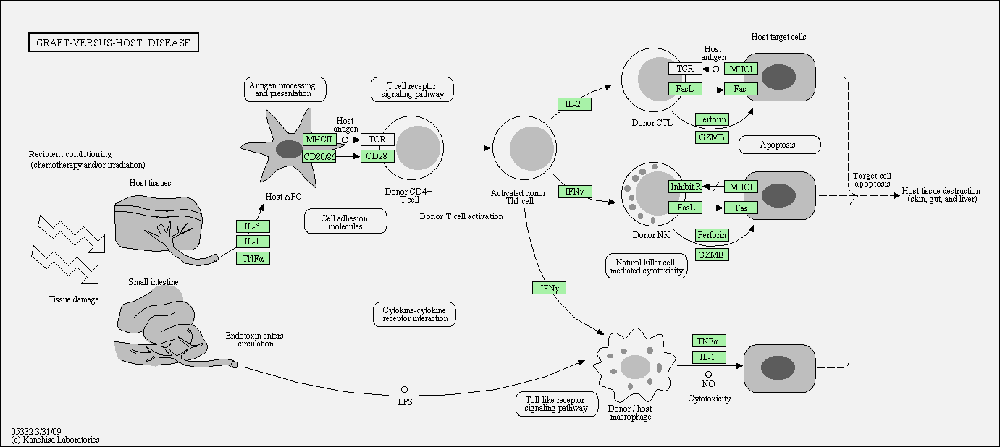 GRAFT-VERSUS-HOST DISEASE
Host target cells
Host
antigen
TCR
MHCI
FasL
Fas
Antigen processing
and presentation
T cell receptor
signaling pathway
IL-2
Donor CTL
Perforin
GZMB
Apoptosis
Host
antigen
MHCII
TCR
CD80/86
CD28
Recipient conditioning
(chemotherapy and/or irradiation)
Host tissues
Host APC
Donor CD4+
T cell
Activated donor
Th1 cell
IFNγ
Inhibit.R
MHCI
FasL
Fas
Target cell
apoptosis
Host tissue destruction
(skin, gut, and liver)
Cell adhesion
molecules
Donor T cell activation
IL-6
IL-1
TNFα
Donor NK
Perforin
GZMB
Natural killer cell
mediated cytotoxicity
Small intestine
Tissue damage
IFNγ
Cytokine-cytokine
receptor interaction
Endotoxin enters
circulation
TNFα
IL-1
NO
Cytotoxicity
LPS
Toll-like receptor
signaling pathway
Donor / host
macrophage
05332 3/31/09
(c) Kanehisa Laboratories